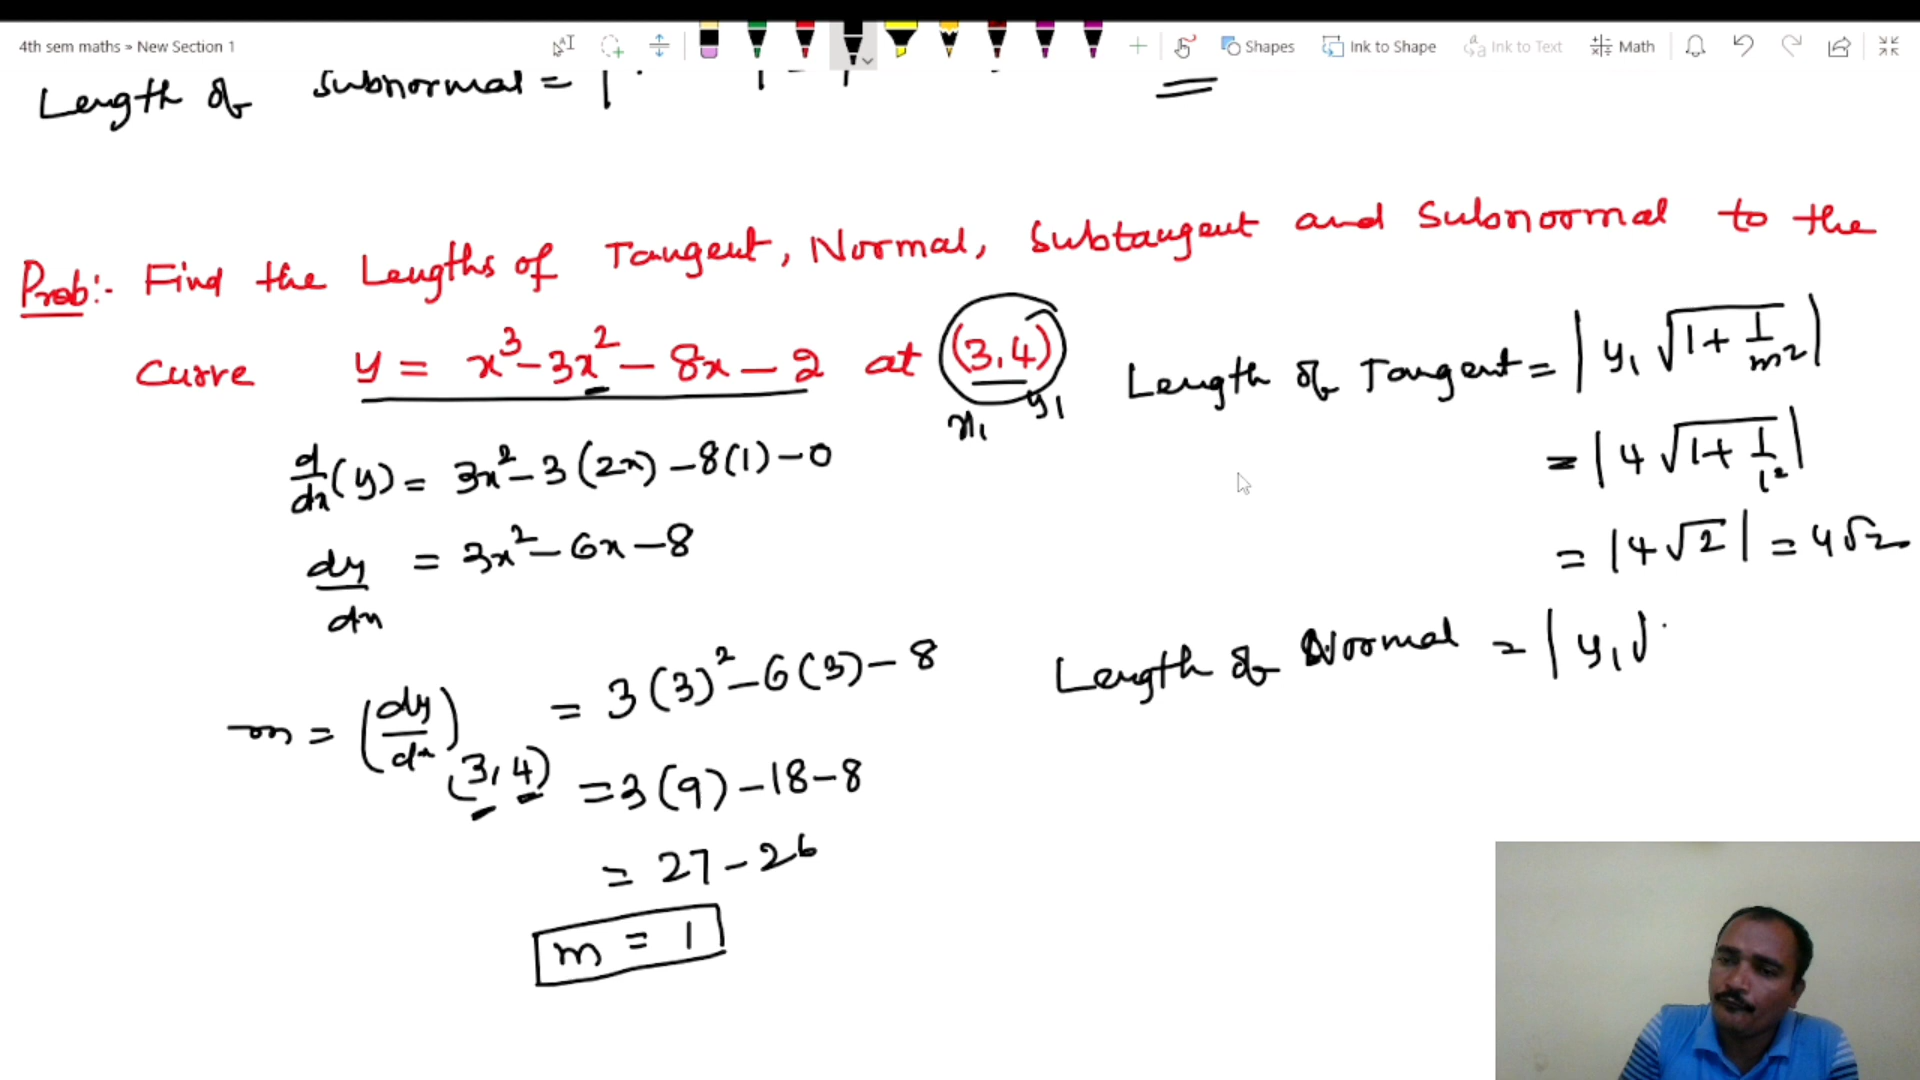 4th sem maths » New Section 1
Shapes Ink to Shape Ink to Text Math
Length of subnormal =
Prob:- Find the Lengths of Tangent, Normal, Subtangent and Subnormal to the
curve y = x³ - 3x² - 8x - 2 at (3,4)
x₁ y₁
d/dx (y) = 3x² - 3(2x) - 8(1) - 0
dy/dx = 3x² - 6x - 8
m = (dy/dx)(3,4) = 3(3)² - 6(3) - 8
= 3(9) - 18 - 8
= 27 - 26
m = 1
Length of Tangent = |y₁ √1 + 1/m²|
= |4 √1 + 1/1²|
= |4√2| = 4√2
Length of Normal = |y₁ √